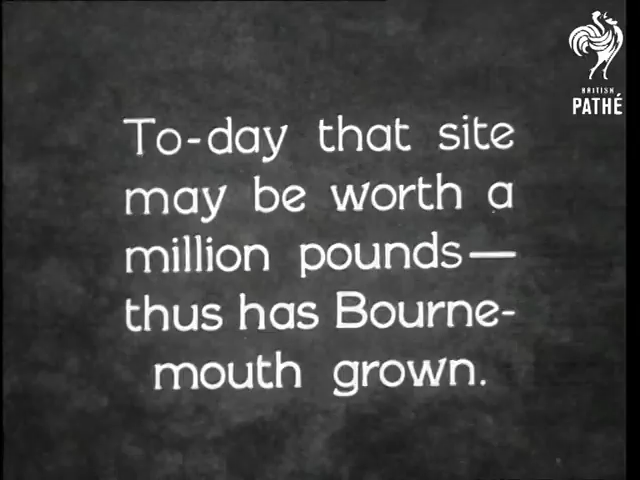 BRITISH
PATHÉ
To-day that site
may be worth a
million pounds—
thus has Bourne-
mouth grown.